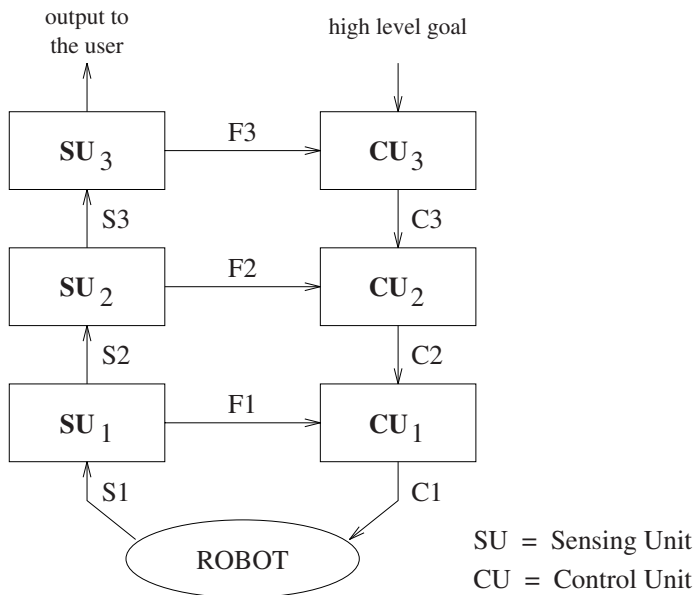 output to
the user
high level goal
SU3
F3
CU3
S3
C3
SU2
F2
CU2
S2
C2
SU1
F1
CU1
S1
C1
ROBOT
SU = Sensing Unit
CU = Control Unit